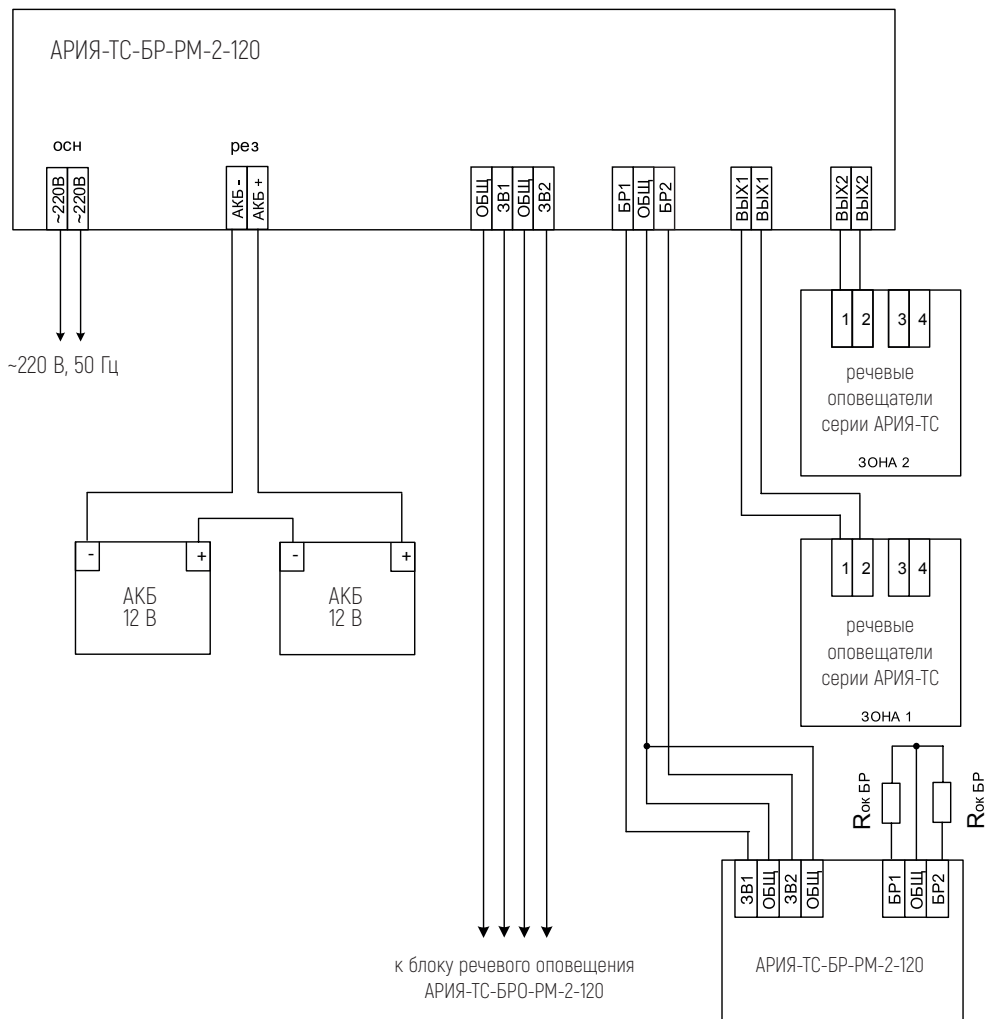 АРИЯ-ТС-БР-РМ-2-120
осн
рез
~220В
~220В
АКБ -
АКБ +
ОБЩ
ЗВ1
ОБЩ
ЗВ2
БР1
ОБЩ
БР2
ВЫХ1
ВЫХ1
ВЫХ2
ВЫХ2
~220 В, 50 Гц
1 2 3 4
речевые
оповещатели
серии АРИЯ-ТС
ЗОНА 2
- +
АКБ
12 В
- +
АКБ
12 В
1 2 3 4
речевые
оповещатели
серии АРИЯ-ТС
ЗОНА 1
Rок БР
Rок БР
ЗВ1
ОБЩ
ЗВ2
ОБЩ
БР1
ОБЩ
БР2
АРИЯ-ТС-БР-РМ-2-120
к блоку речевого оповещения
АРИЯ-ТС-БРО-РМ-2-120